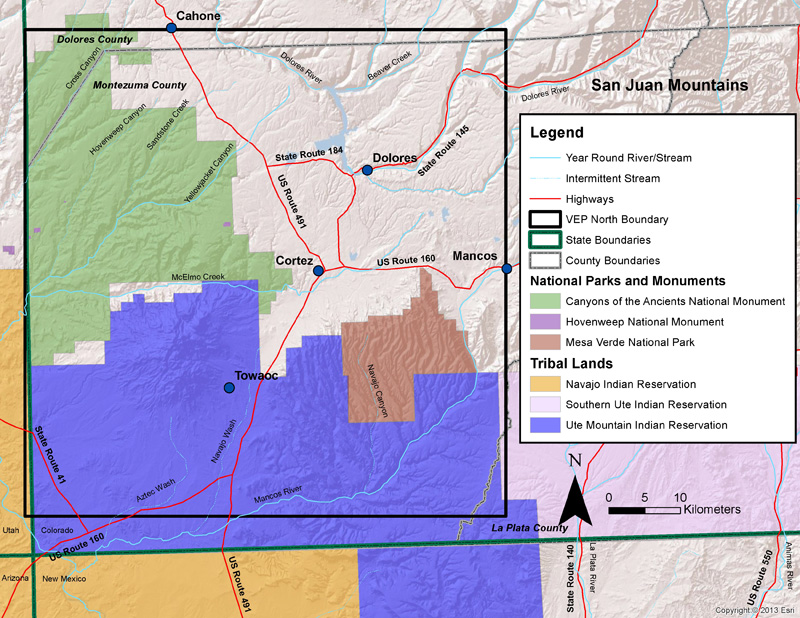 Cahone
Dolores County
Cross Canyon
Montezuma County
Dolores River
Beaver Creek
Dolores River
San Juan Mountains
Hovenweep Canyon
Sandstone Creek
Yellowjacket Canyon
State Route 184
Dolores
State Route 145
US Route 491
Cortez
US Route 160
Mancos
McElmo Creek
Towaoc
Navajo Canyon
Navajo Wash
Aztec Wash
Mancos River
State Route 41
Utah
Colorado
US Route 160
Arizona
New Mexico
US Route 491
La Plata County
State Route 140
La Plata River
US Route 550
Animas River
Legend
Year Round River/Stream
Intermittent Stream
Highways
VEP North Boundary
State Boundaries
County Boundaries
National Parks and Monuments
Canyons of the Ancients National Monument
Hovenweep National Monument
Mesa Verde National Park
Tribal Lands
Navajo Indian Reservation
Southern Ute Indian Reservation
Ute Mountain Indian Reservation
N
0 5 10
Kilometers
Copyright:© 2013 Esri